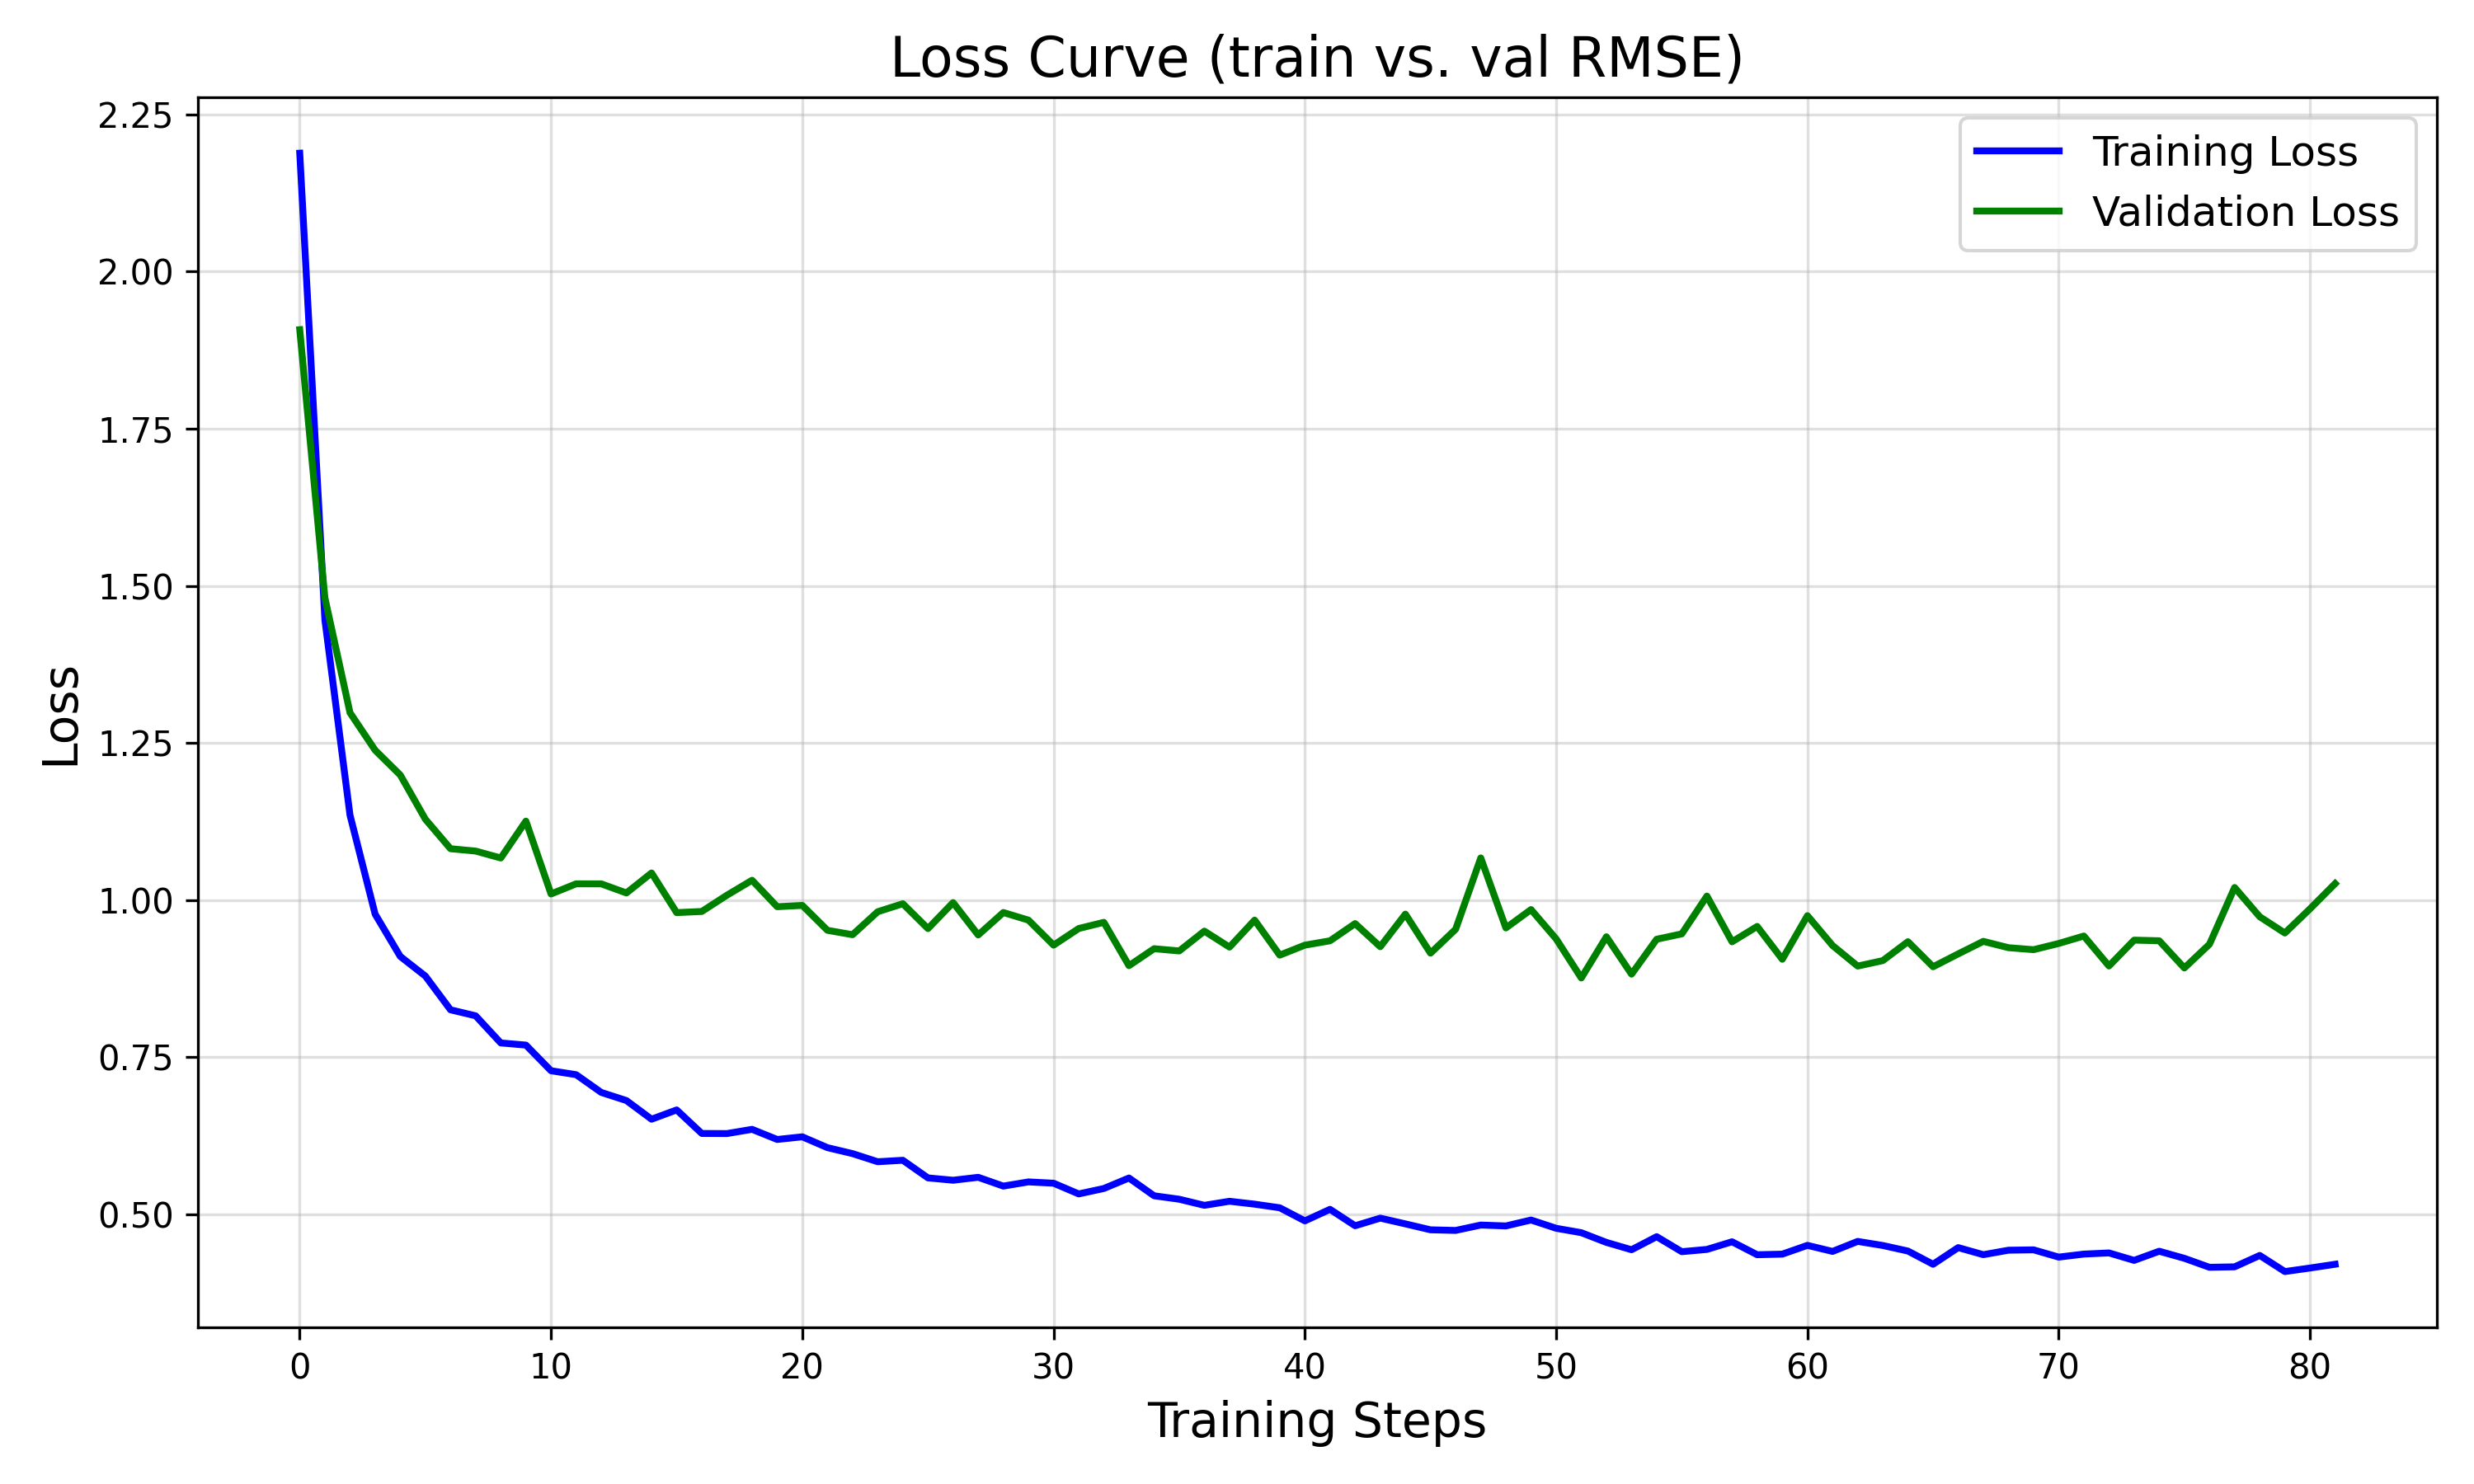 Loss Curve (train vs. val RMSE)
Training Loss
Validation Loss
2.25
2.00
1.75
1.50
1.25
1.00
0.75
0.50
Loss
0 10 20 30 40 50 60 70 80
Training Steps